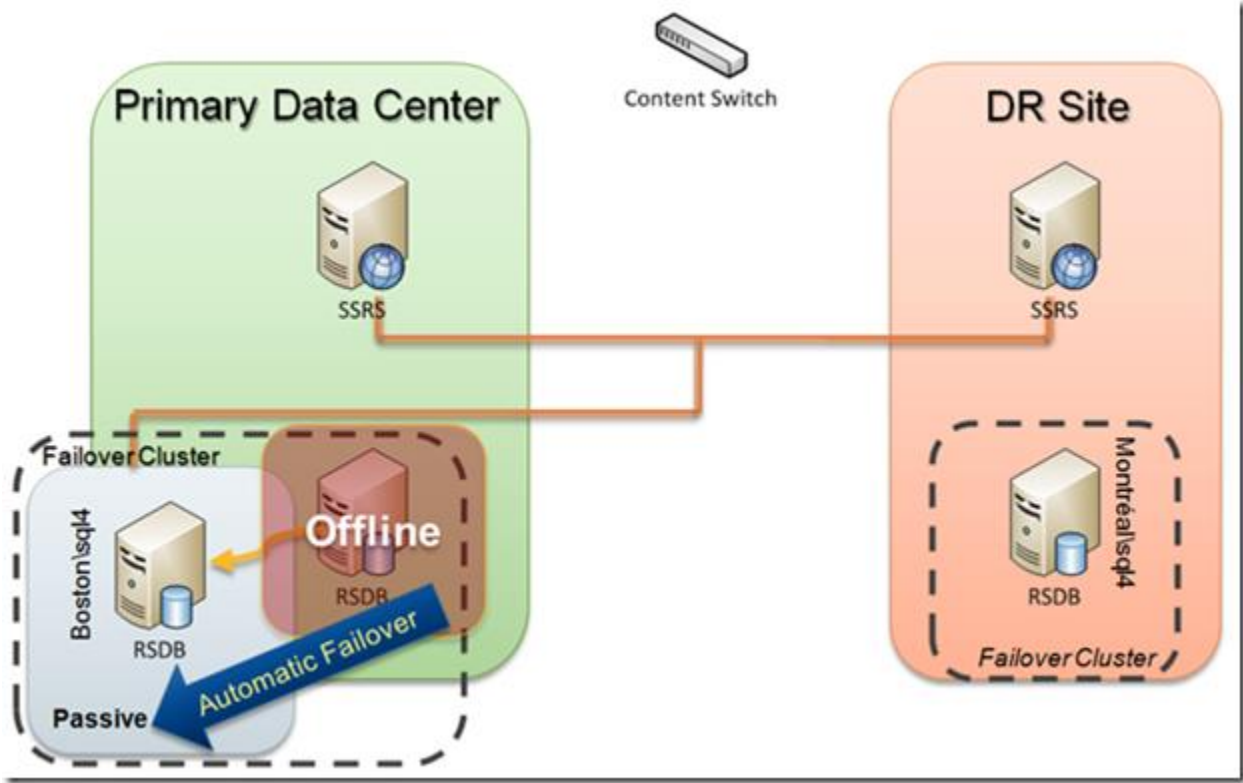 Content Switch
Primary Data Center
DR Site
SSRS
SSRS
Failover Cluster
Boston\sql4
RSDB
Offline
RSDB
Automatic Failover
Passive
Montréal\sql4
RSDB
Failover Cluster